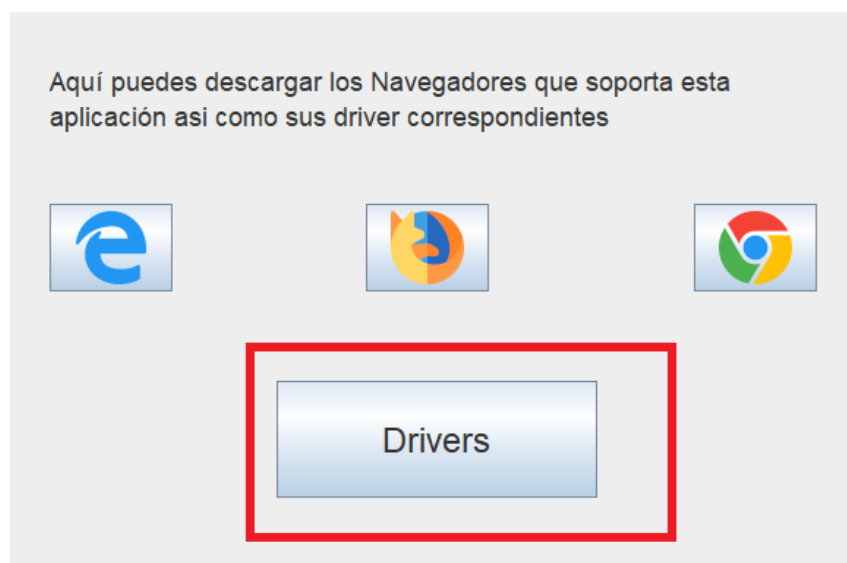 Aquí puedes descargar los Navegadores que soporta esta
aplicación asi como sus driver correspondientes
Drivers